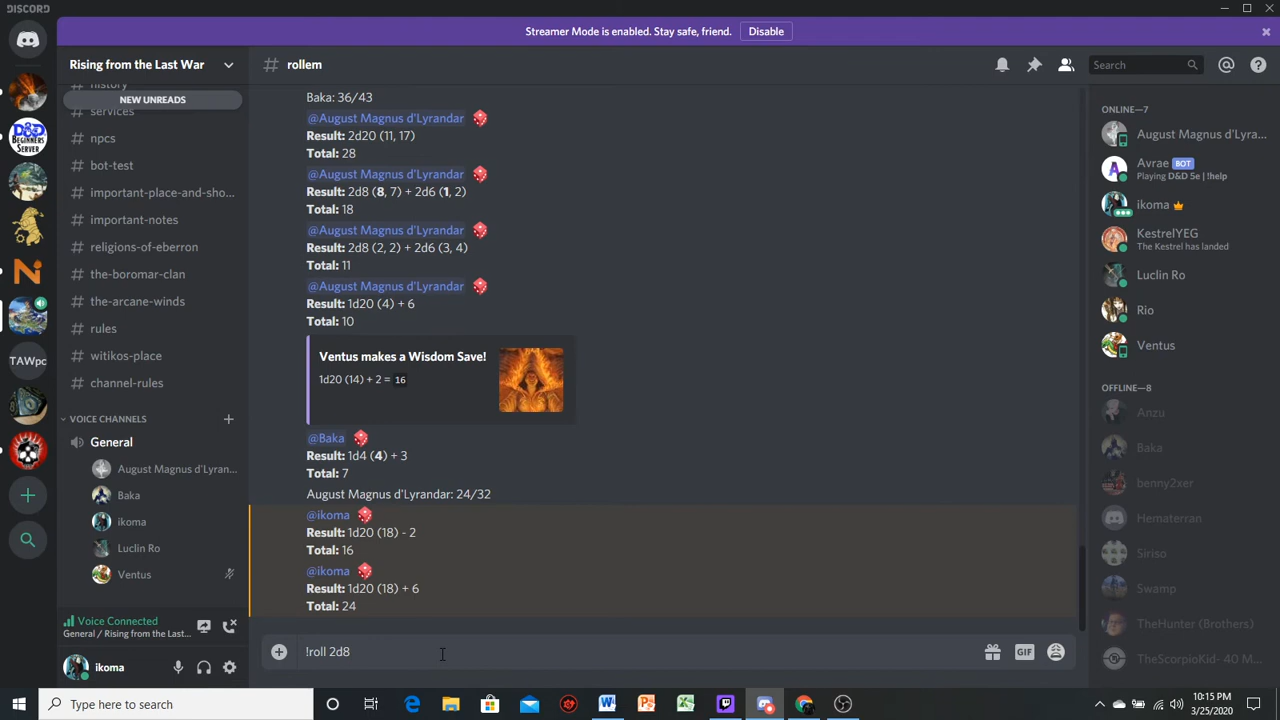 DISCORD
Streamer Mode is enabled. Stay safe, friend. Disable
Rising from the Last War
# rollem
Search
history
NEW UNREADS
services
# npcs
# bot-test
# important-place-and-sho...
# important-notes
# religions-of-eberron
# the-boromar-clan
# the-arcane-winds
# rules
# witikos-place
# channel-rules
VOICE CHANNELS
General
August Magnus d'Lyran...
Baka
ikoma
Luclin Ro
Ventus
Voice Connected
General / Rising from the Last...
ikoma
D&D
BEGINNERS
SERVER
TAWpc
Baka: 36/43
@August Magnus d'Lyrandar
Result: 2d20 (11, 17)
Total: 28
@August Magnus d'Lyrandar
Result: 2d8 (8, 7) + 2d6 (1, 2)
Total: 18
@August Magnus d'Lyrandar
Result: 2d8 (2, 2) + 2d6 (3, 4)
Total: 11
@August Magnus d'Lyrandar
Result: 1d20 (4) + 6
Total: 10
Ventus makes a Wisdom Save!
1d20 (14) + 2 = 16
@Baka
Result: 1d4 (4) + 3
Total: 7
August Magnus d'Lyrandar: 24/32
@ikoma
Result: 1d20 (18) - 2
Total: 16
@ikoma
Result: 1d20 (18) + 6
Total: 24
!roll 2d8
GIF
ONLINE—7
August Magnus d'Lyra...
Avrae BOT
Playing D&D 5e | !help
ikoma
KestrelYEG
The Kestrel has landed
Luclin Ro
Rio
Ventus
OFFLINE—8
Anzu
Baka
benny2xer
Hematerran
Siriso
Swamp
TheHunter (Brothers)
TheScorpioKid- 40 M...
Type here to search
10:15 PM
3/25/2020